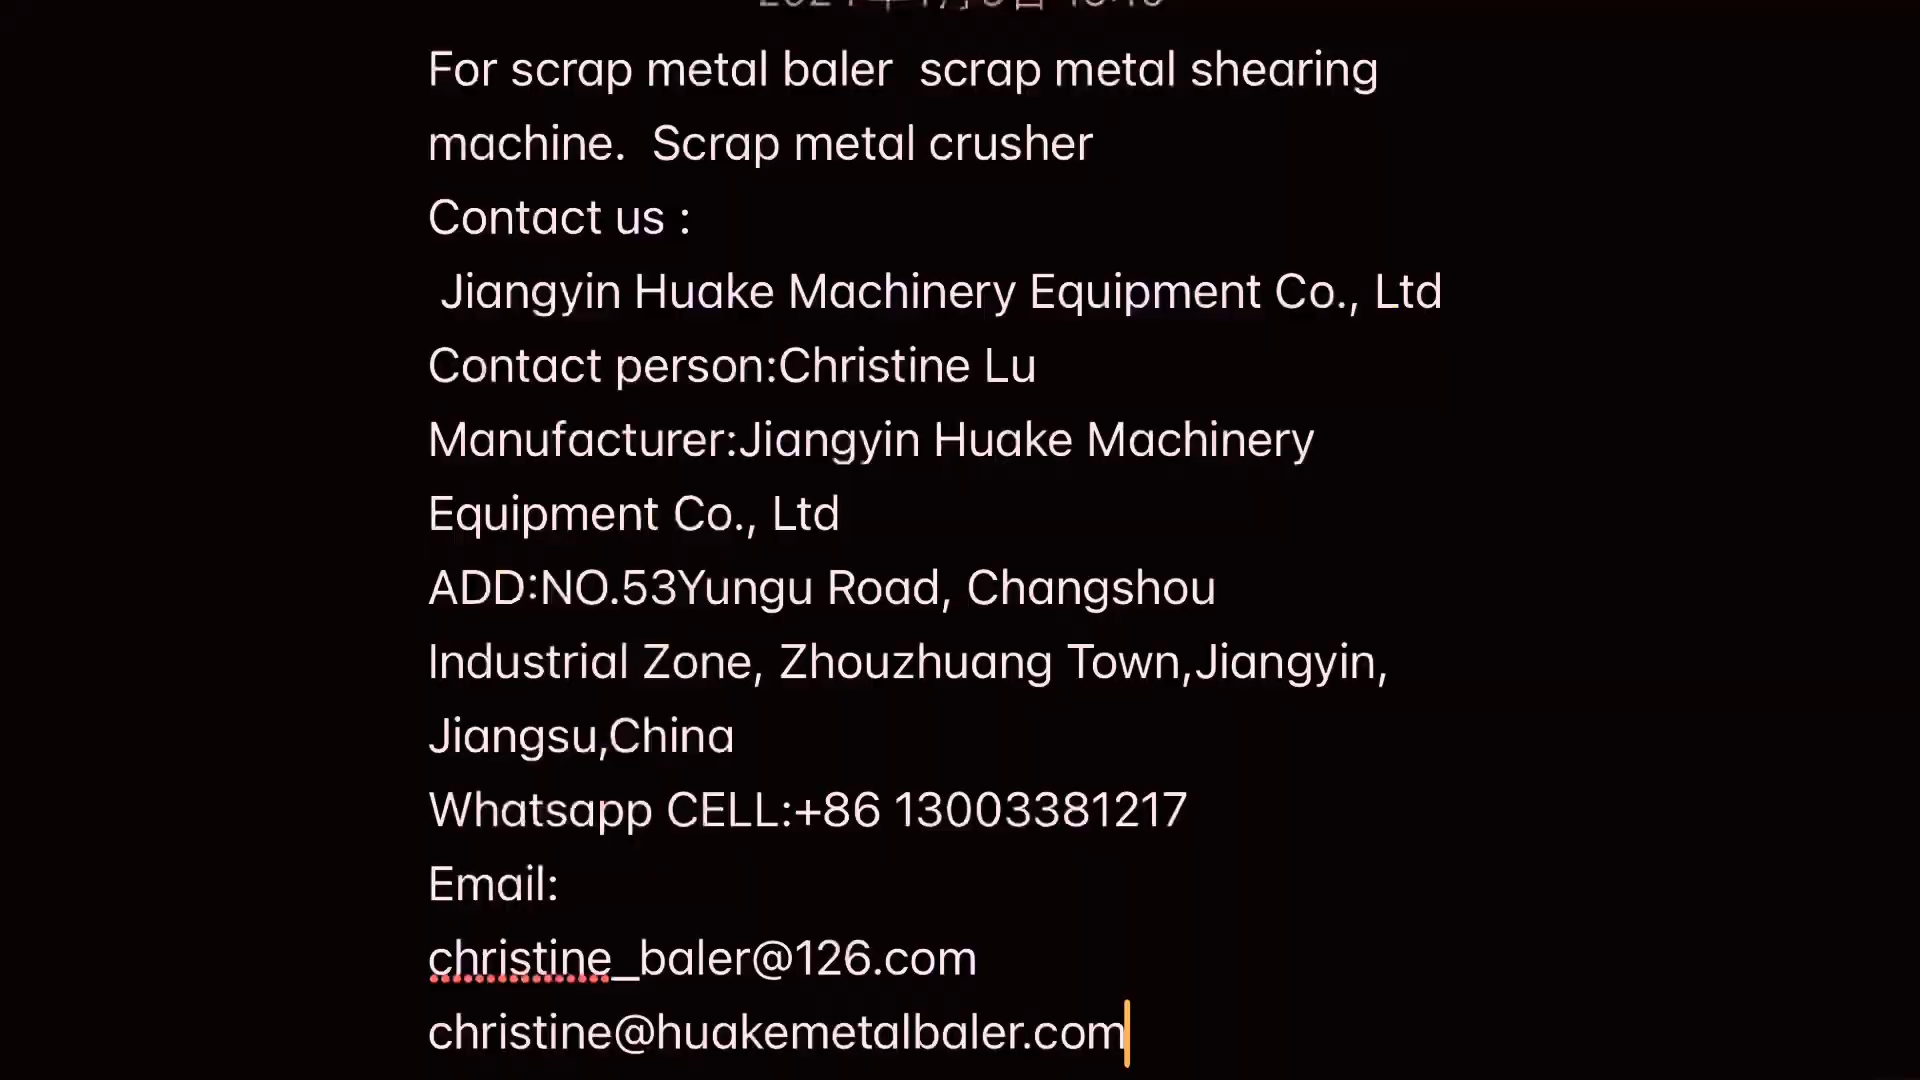 For scrap metal baler  scrap metal shearing
machine.  Scrap metal crusher
Contact us :
Jiangyin Huake Machinery Equipment Co., Ltd
Contact person:Christine Lu
Manufacturer:Jiangyin Huake Machinery
Equipment Co., Ltd
ADD:NO.53Yungu Road, Changshou
Industrial Zone, Zhouzhuang Town,Jiangyin,
Jiangsu,China
Whatsapp CELL:+86 13003381217
Email:
christine_baler@126.com
christine@huakemetalbaler.com